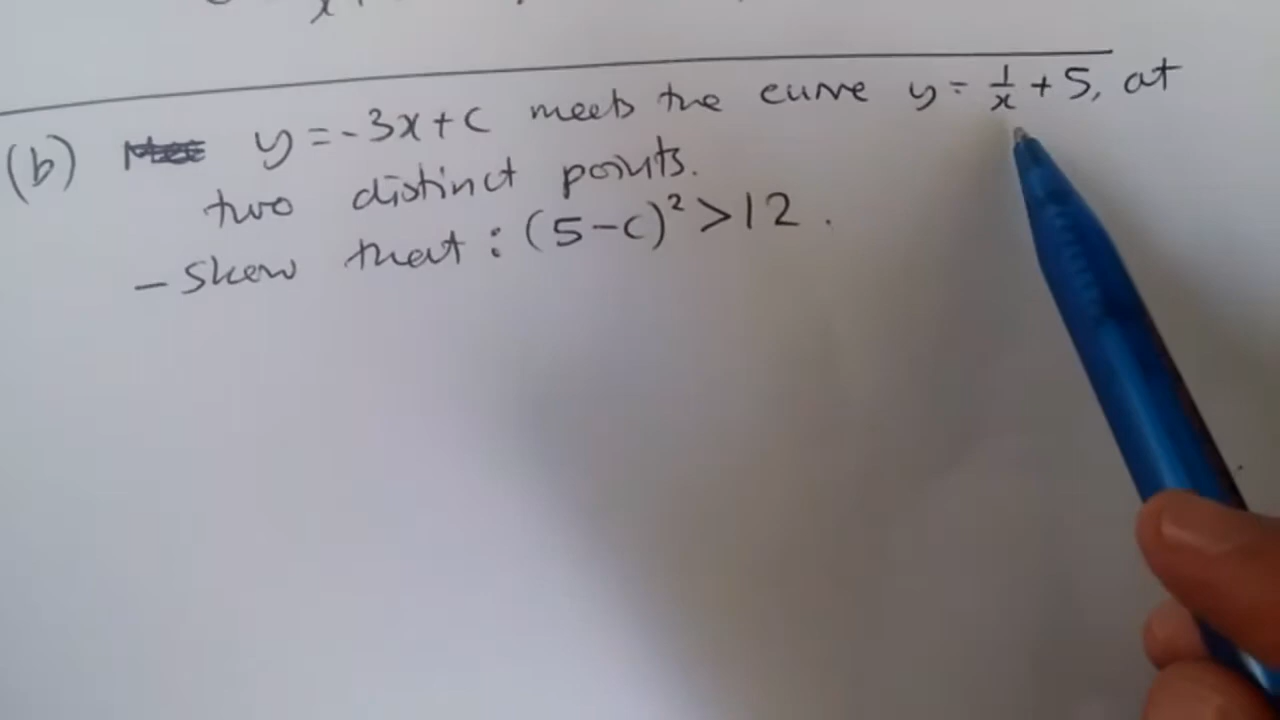 (b) y = -3x + c meets the curve y = 1/x + 5, at
two distinct points.
- Show that : (5-c)² > 12.